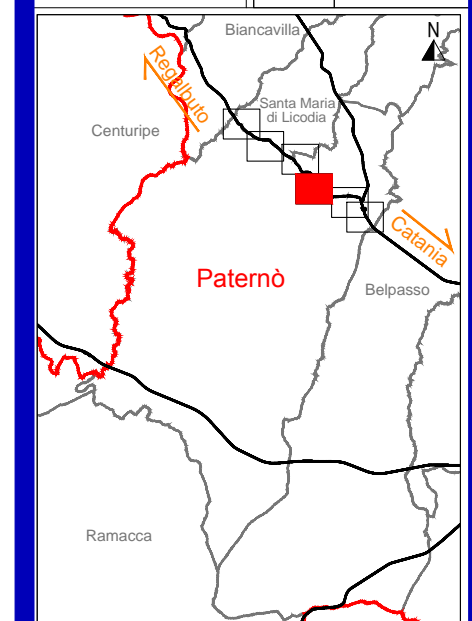 Biancavilla
N
Regalbuto
Santa Maria
di Licodia
Centuripe
Catania
Paternò
Belpasso
Ramacca